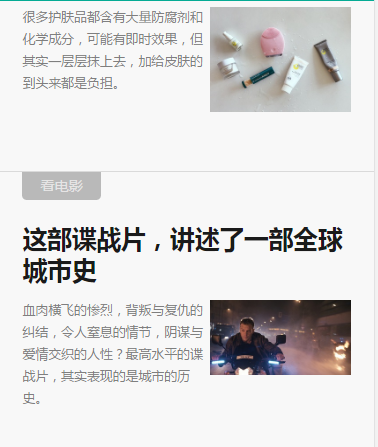 很多护肤品都含有大量防腐剂和
化学成分，可能有即时效果，但
其实一层层抹上去，加给皮肤的
到头来都是负担。
看电影
这部谍战片，讲述了一部全球
城市史
血肉横飞的惨烈，背叛与复仇的
纠结，令人窒息的情节，阴谋与
爱情交织的人性？最高水平的谍
战片，其实表现的是城市的历
史。